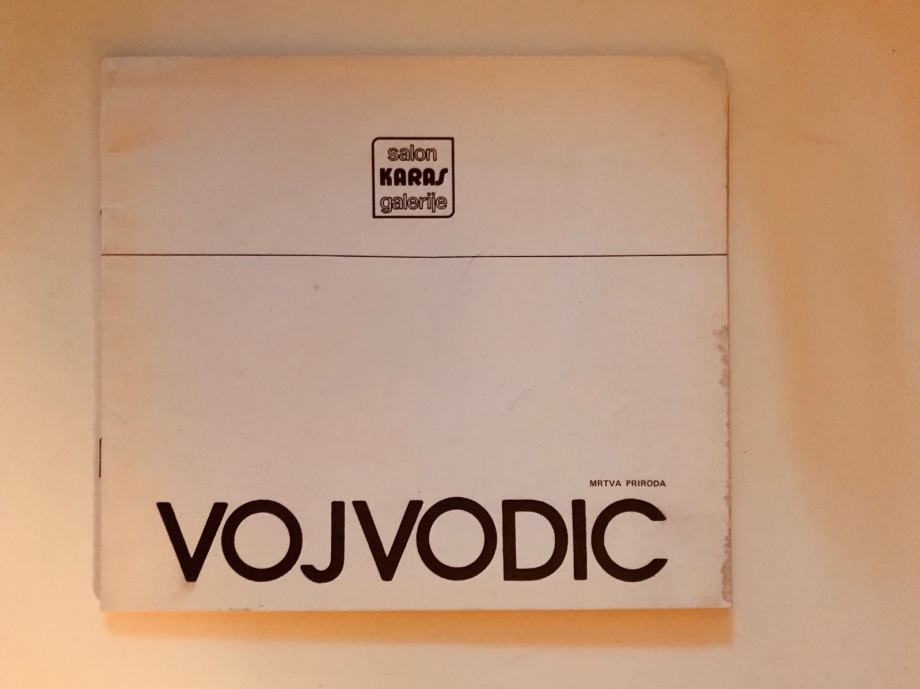 salon
KARAS
galerije
MRTVA PRIRODA
VOJVODIC